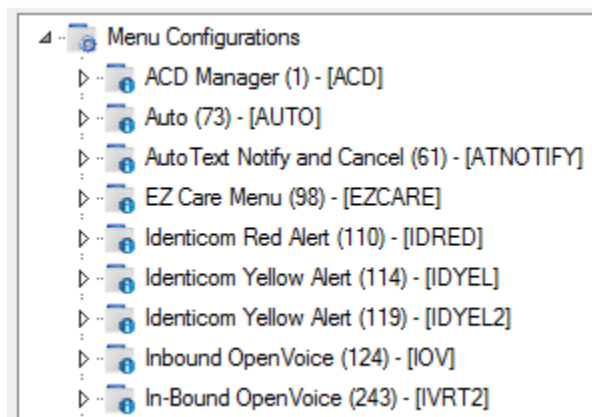 Menu Configurations
ACD Manager (1) - [ACD]
Auto (73) - [AUTO]
AutoText Notify and Cancel (61) - [ATNOTIFY]
EZ Care Menu (98) - [EZCARE]
Identicom Red Alert (110) - [IDRED]
Identicom Yellow Alert (114) - [IDYEL]
Identicom Yellow Alert (119) - [IDYEL2]
Inbound OpenVoice (124) - [IOV]
In-Bound OpenVoice (243) - [IVRT2]